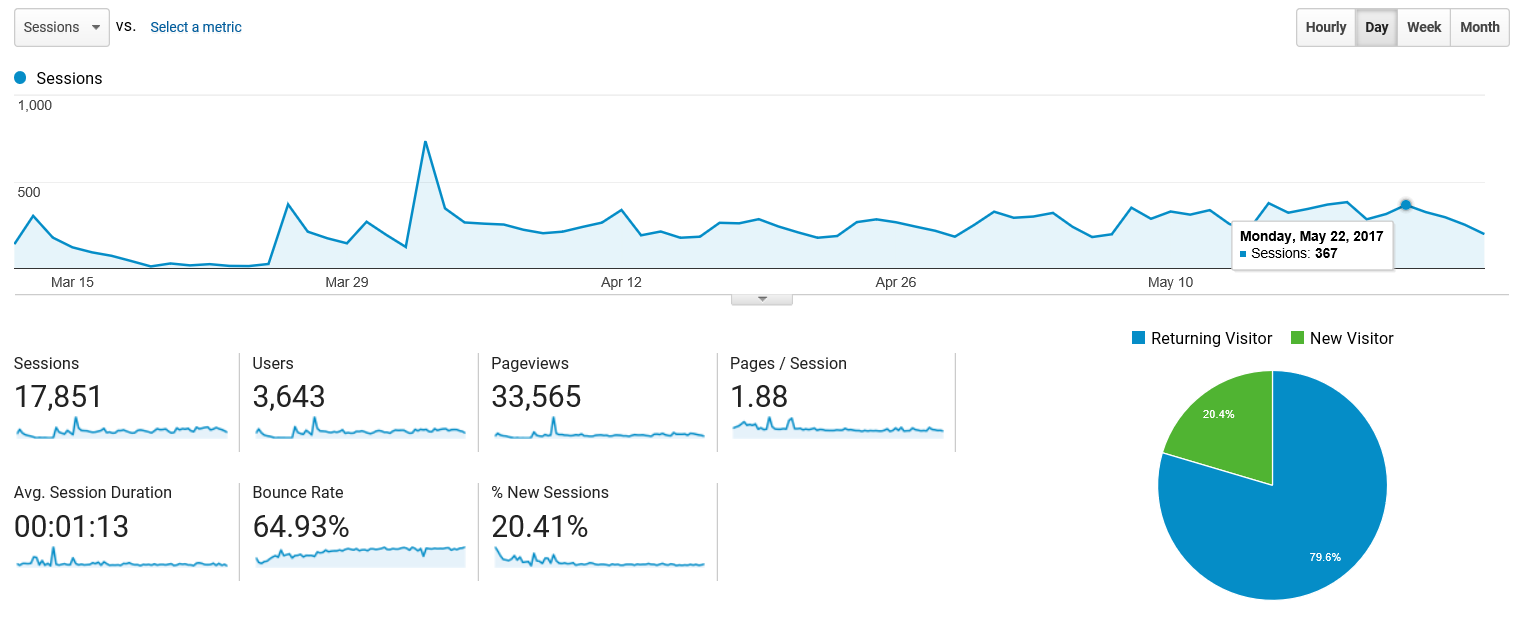 Sessions vs. Select a metric Hourly Day Week Month
Sessions
1,000
500
Monday, May 22, 2017
Sessions: 367
Mar 15 Mar 29 Apr 12 Apr 26 May 10
Returning Visitor New Visitor
Sessions Users Pageviews Pages / Session
17,851 3,643 33,565 1.88
20.4%
Avg. Session Duration Bounce Rate % New Sessions
00:01:13 64.93% 20.41%
79.6%